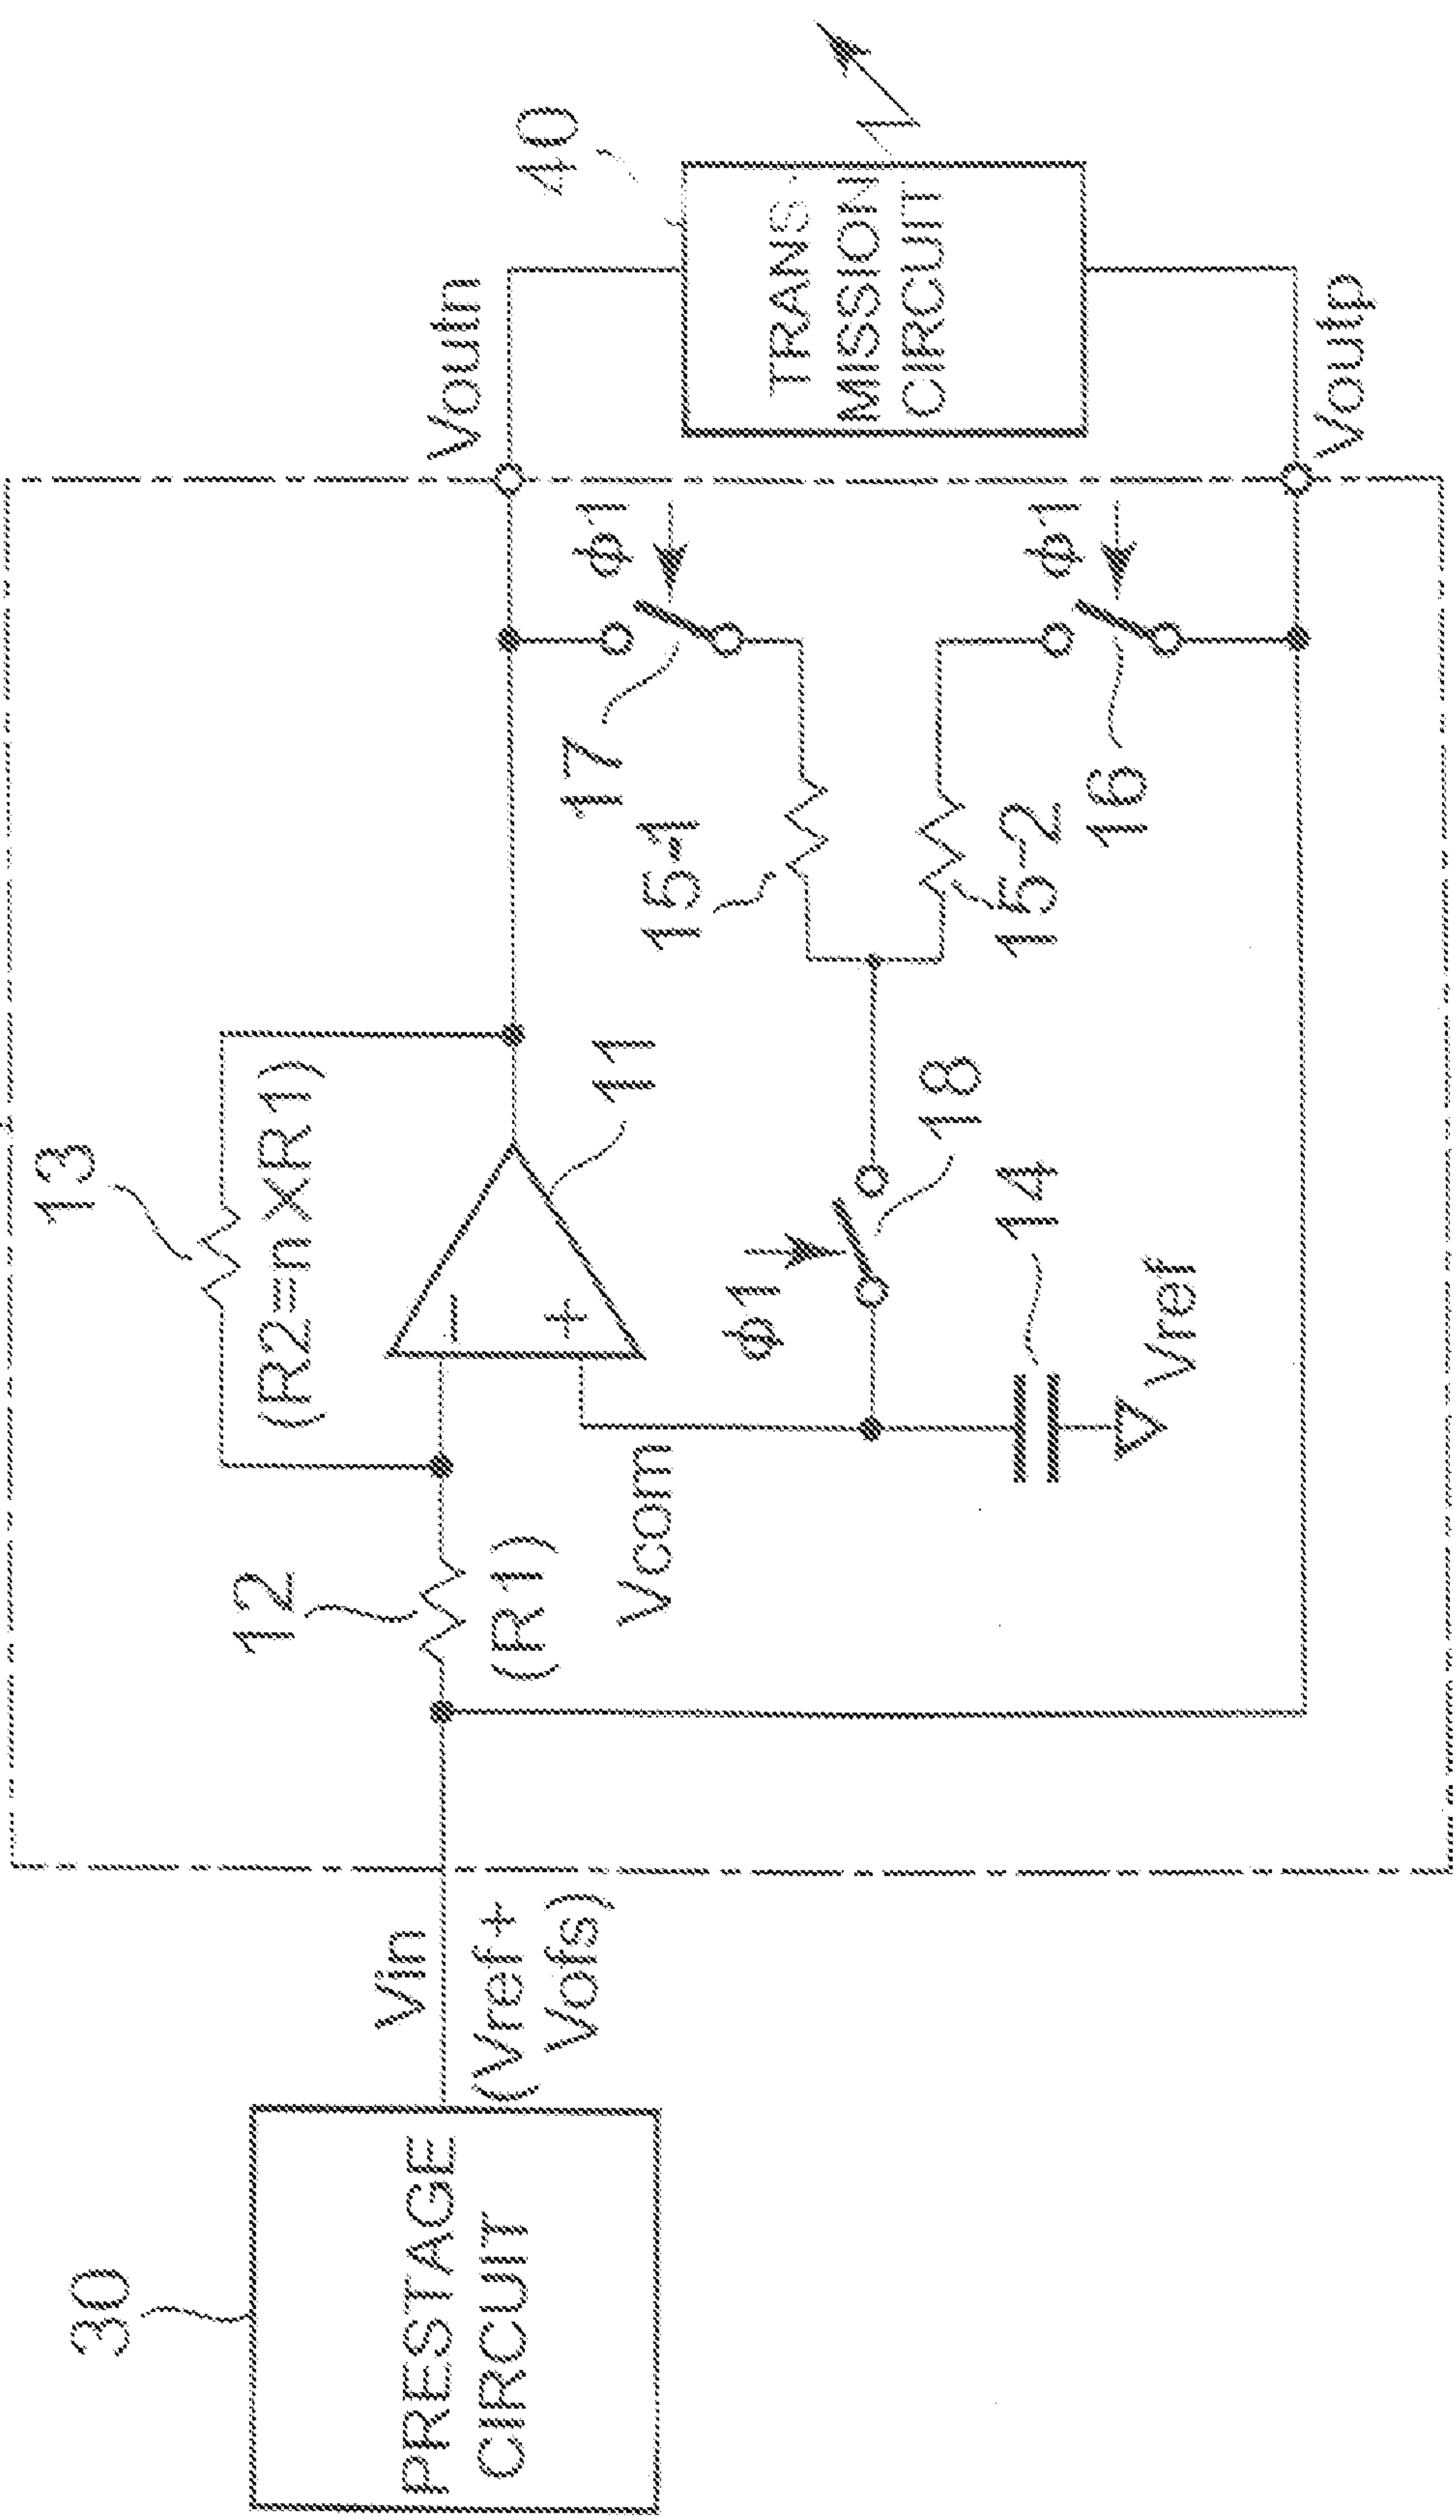 30
PRESTAGE
CIRCUIT
Vin
(Vref+
Vofs)
12
(R1)
13
(R2=n×R1)
−
+
11
Vcom
ϕ1
18
14
Vref
15-1
15-2
17
ϕ1
16
ϕ1
Voutn
Voutp
40
TRANS-
MISSION
CIRCUIT